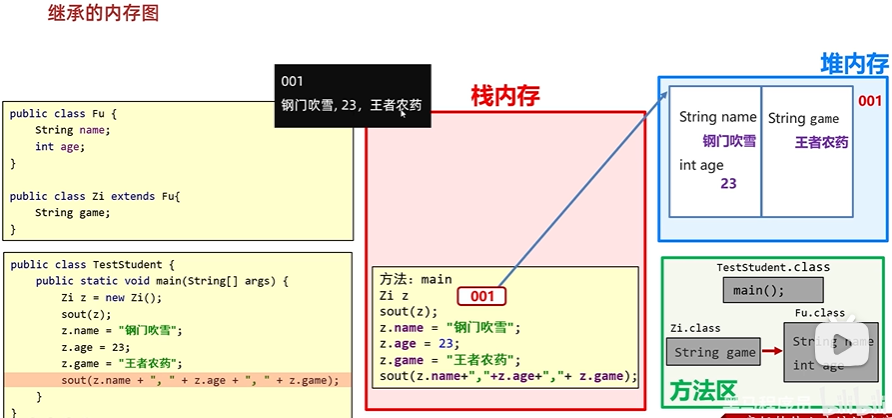 继承的内存图
001
钢门吹雪, 23, 王者农药
public class Fu {
String name;
int age;
}
public class Zi extends Fu{
String game;
}
public class TestStudent {
public static void main(String[] args) {
Zi z = new Zi();
sout(z);
z.name = "钢门吹雪";
z.age = 23;
z.game = "王者农药";
sout(z.name + ", " + z.age + ", " + z.game);
}
}
栈内存
方法: main
Zi z 001
sout(z);
z.name = "钢门吹雪";
z.age = 23;
z.game = "王者农药";
sout(z.name+","+z.age+","+ z.game);
堆内存
001
String name
钢门吹雪
int age
23
String game
王者农药
TestStudent.class
main();
Zi.class
String game
Fu.class
String name
int age
方法区